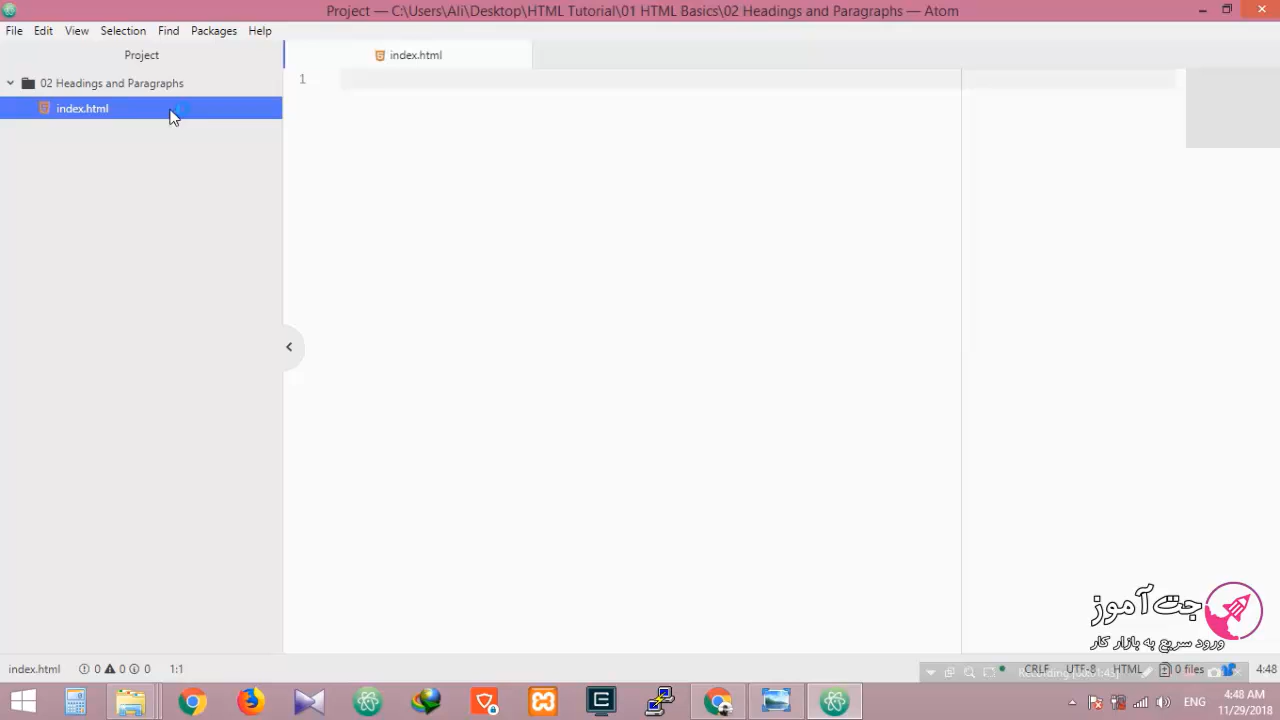 Project — C:\Users\Ali\Desktop\HTML Tutorial\01 HTML Basics\02 Headings and Paragraphs — Atom
File Edit View Selection Find Packages Help
Project
index.html
02 Headings and Paragraphs
1
index.html
جت آموز
ورود سریع به بازار کار
index.html 0 0 0 1:1
CRLF UTF-8 HTML 0 files 4:48
ENG
4:48 AM
11/29/2018